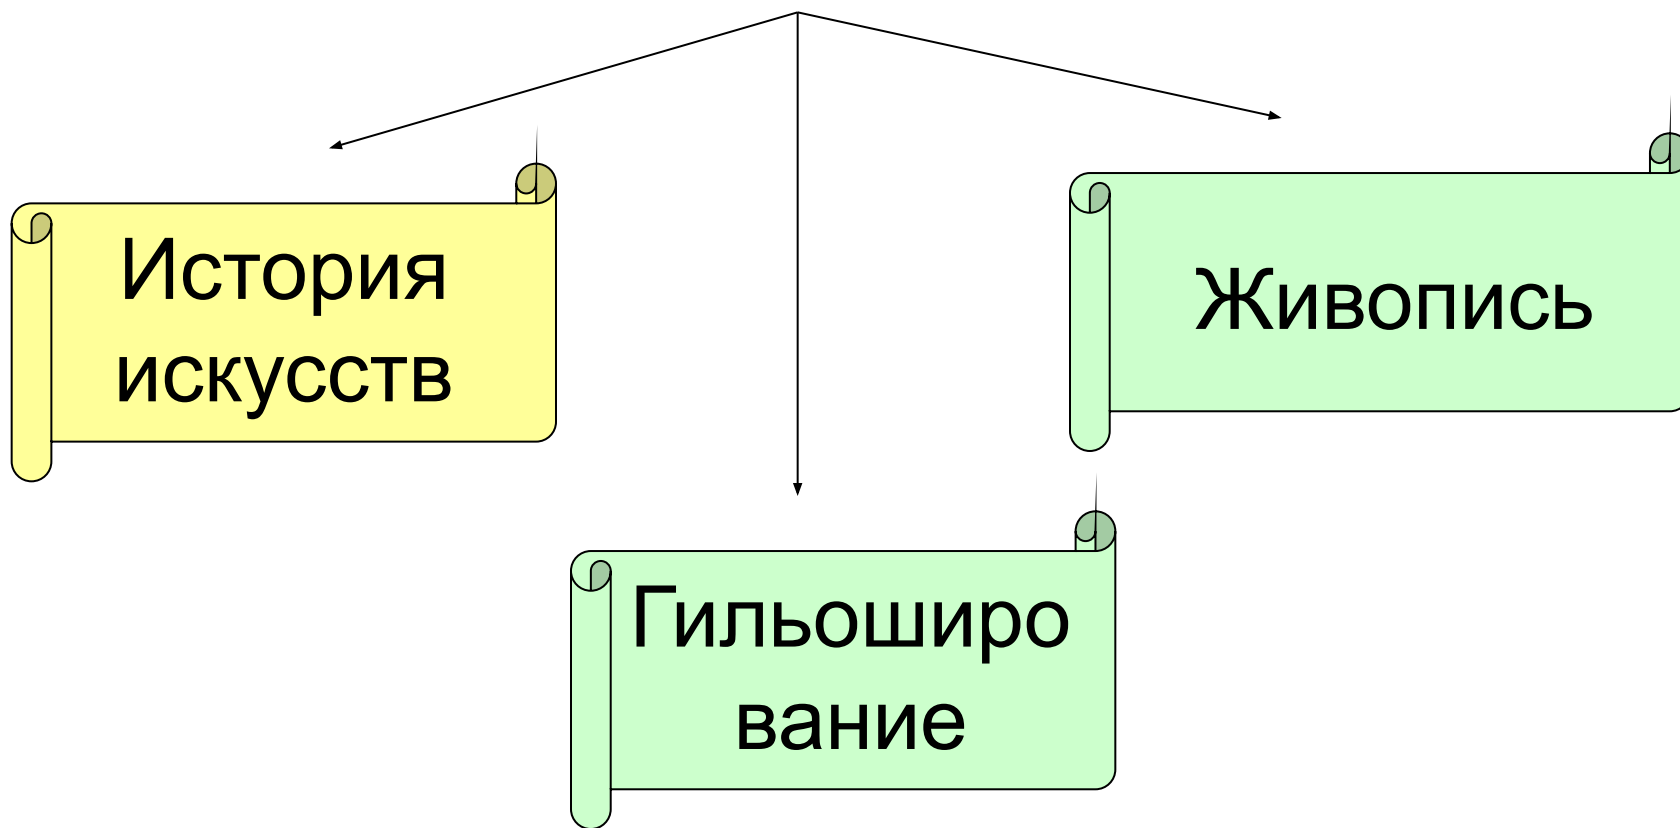 История
искусств
Живопись
Гильоширо
вание